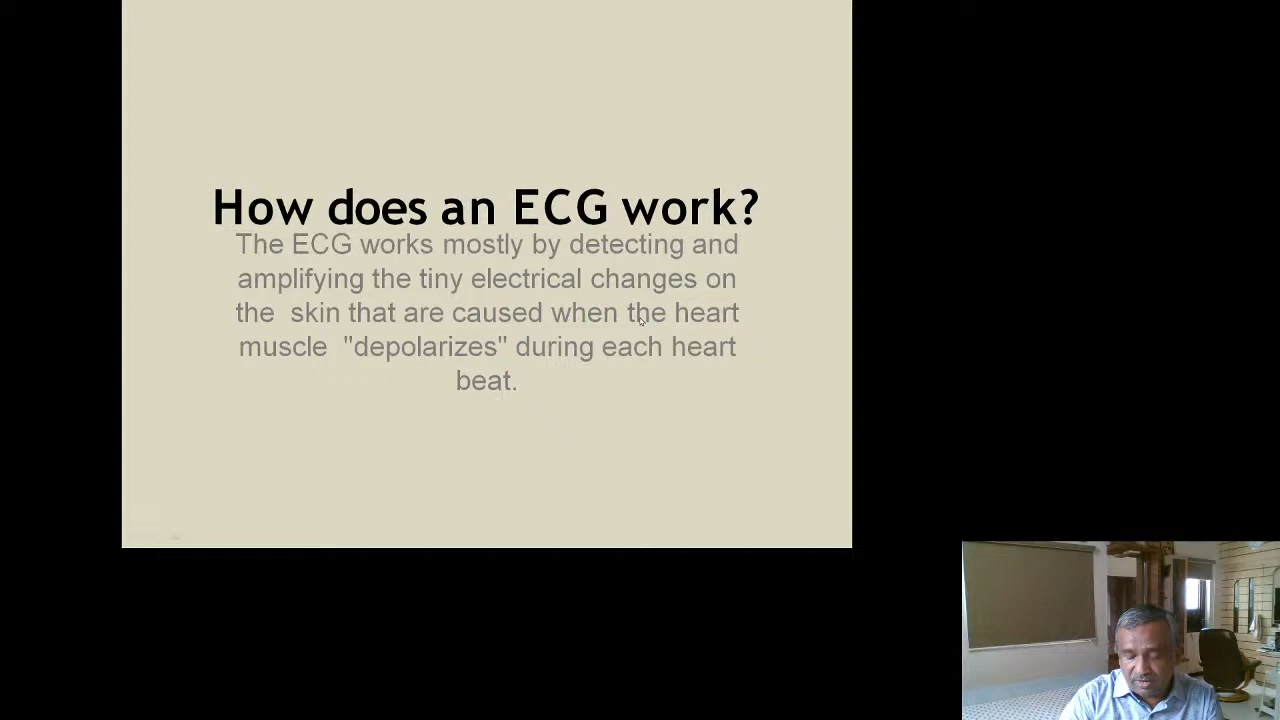 How does an ECG work?
The ECG works mostly by detecting and
amplifying the tiny electrical changes on
the skin that are caused when the heart
muscle "depolarizes" during each heart
beat.